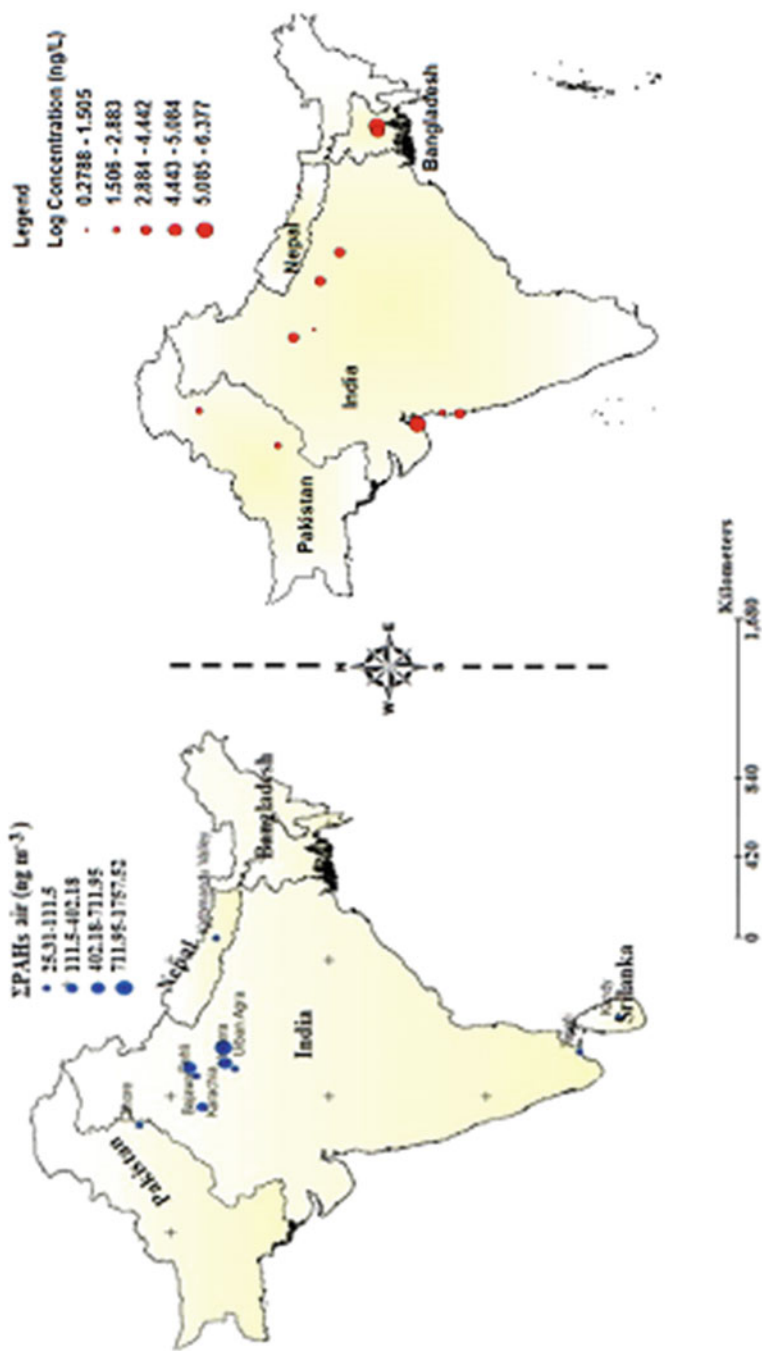 ΣPAHs air (ng m⁻³)
25.31-111.5
111.5-402.18
402.18-711.95
711.95-1757.52
Pakistan
Nepal
Bangladesh
India
Urban Agra
Srilanka
Legend
Log Concentration (ng/L)
0.2788 - 1.505
1.506 - 2.883
2.884 - 4.442
4.443 - 5.084
5.085 - 6.377
Pakistan
Nepal
India
Bangladesh
N
W E
S
0 420 840 1,680
Kilometers